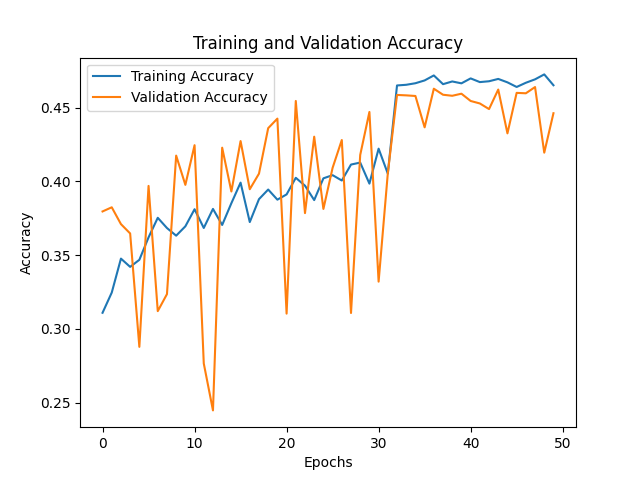 Training and Validation Accuracy
Training Accuracy
Validation Accuracy
0.45
0.40
0.35
0.30
0.25
Accuracy
0 10 20 30 40 50
Epochs